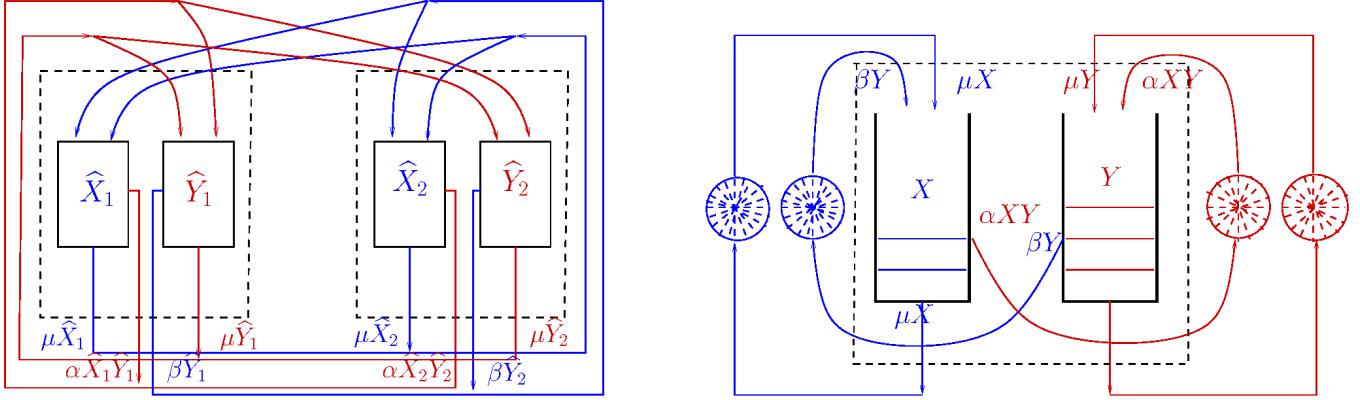 X̂₁ Ŷ₁ X̂₂ Ŷ₂
μX̂₁ μŶ₁ μX̂₂ μŶ₂
αX̂₁Ŷ₁ βŶ₁ αX̂₂Ŷ₂ βŶ₂
βY μX μY αXY
X Y
αXY βY
μX